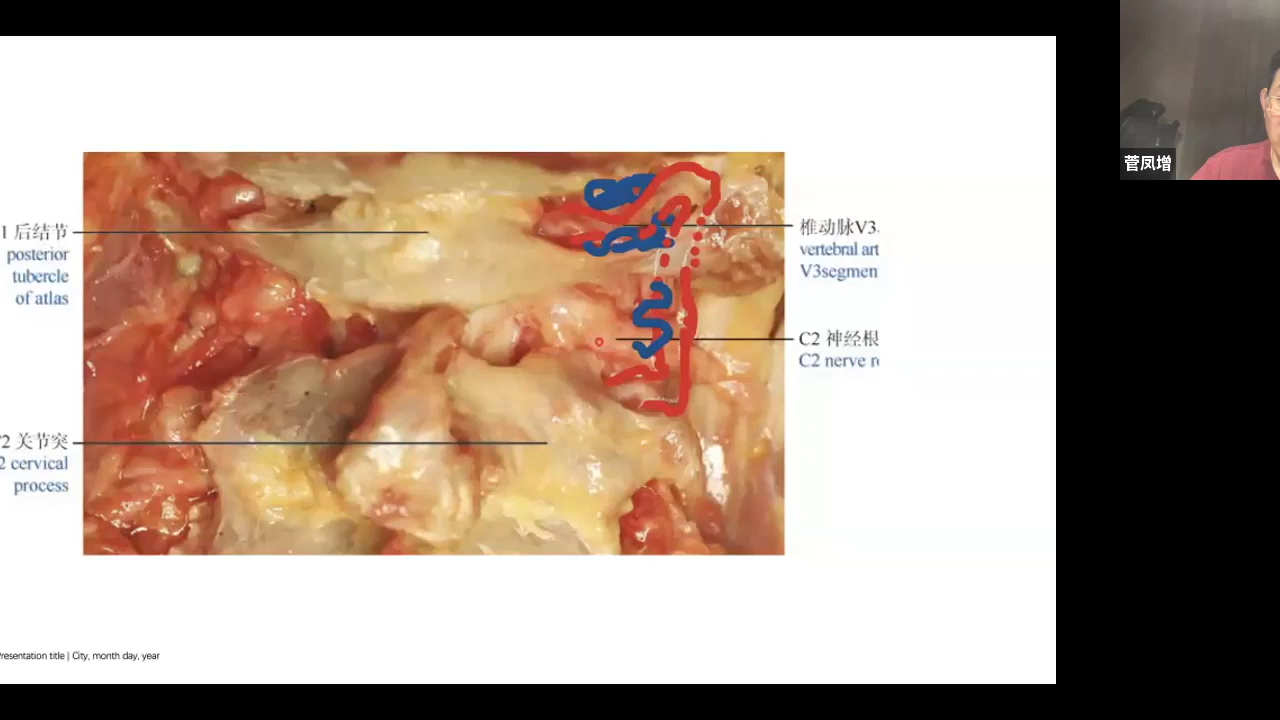 菅凤增
1 后结节
posterior
tubercle
of atlas
椎动脉V3
vertebral art
V3segmen
C2 神经根
C2 nerve r
2 关节突
2 cervical
process
Presentation title | City, month day, year